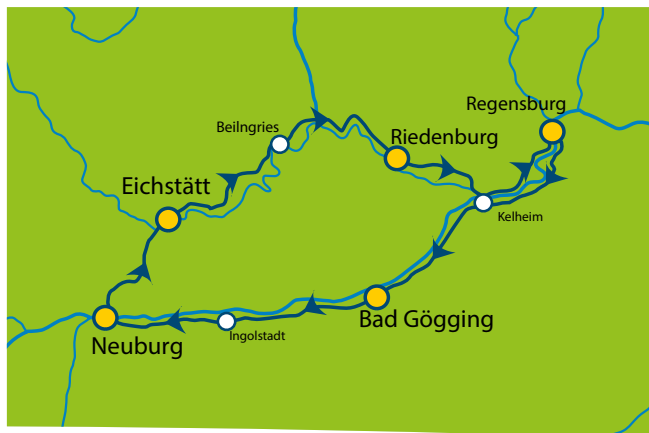 Regensburg
Beilngries
Riedenburg
Eichstätt
Kelheim
Bad Gögging
Ingolstadt
Neuburg